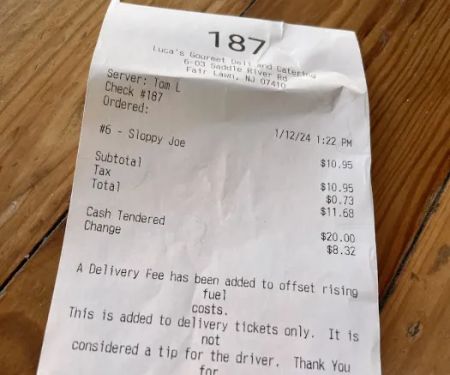 187
Luca's Gourmet Deli and Catering
6-03 Saddle River Rd
Fair Lawn, NJ 07410
Server: Tom L
Check #187
Ordered:
1/12/24 1:22 PM
#6 - Sloppy Joe $10.95
Subtotal $10.95
Tax $0.73
Total $11.68
Cash Tendered $20.00
Change $8.32
A Delivery Fee has been added to offset rising
fuel
costs.
This is added to delivery tickets only. It is
not
considered a tip for the driver. Thank You
for